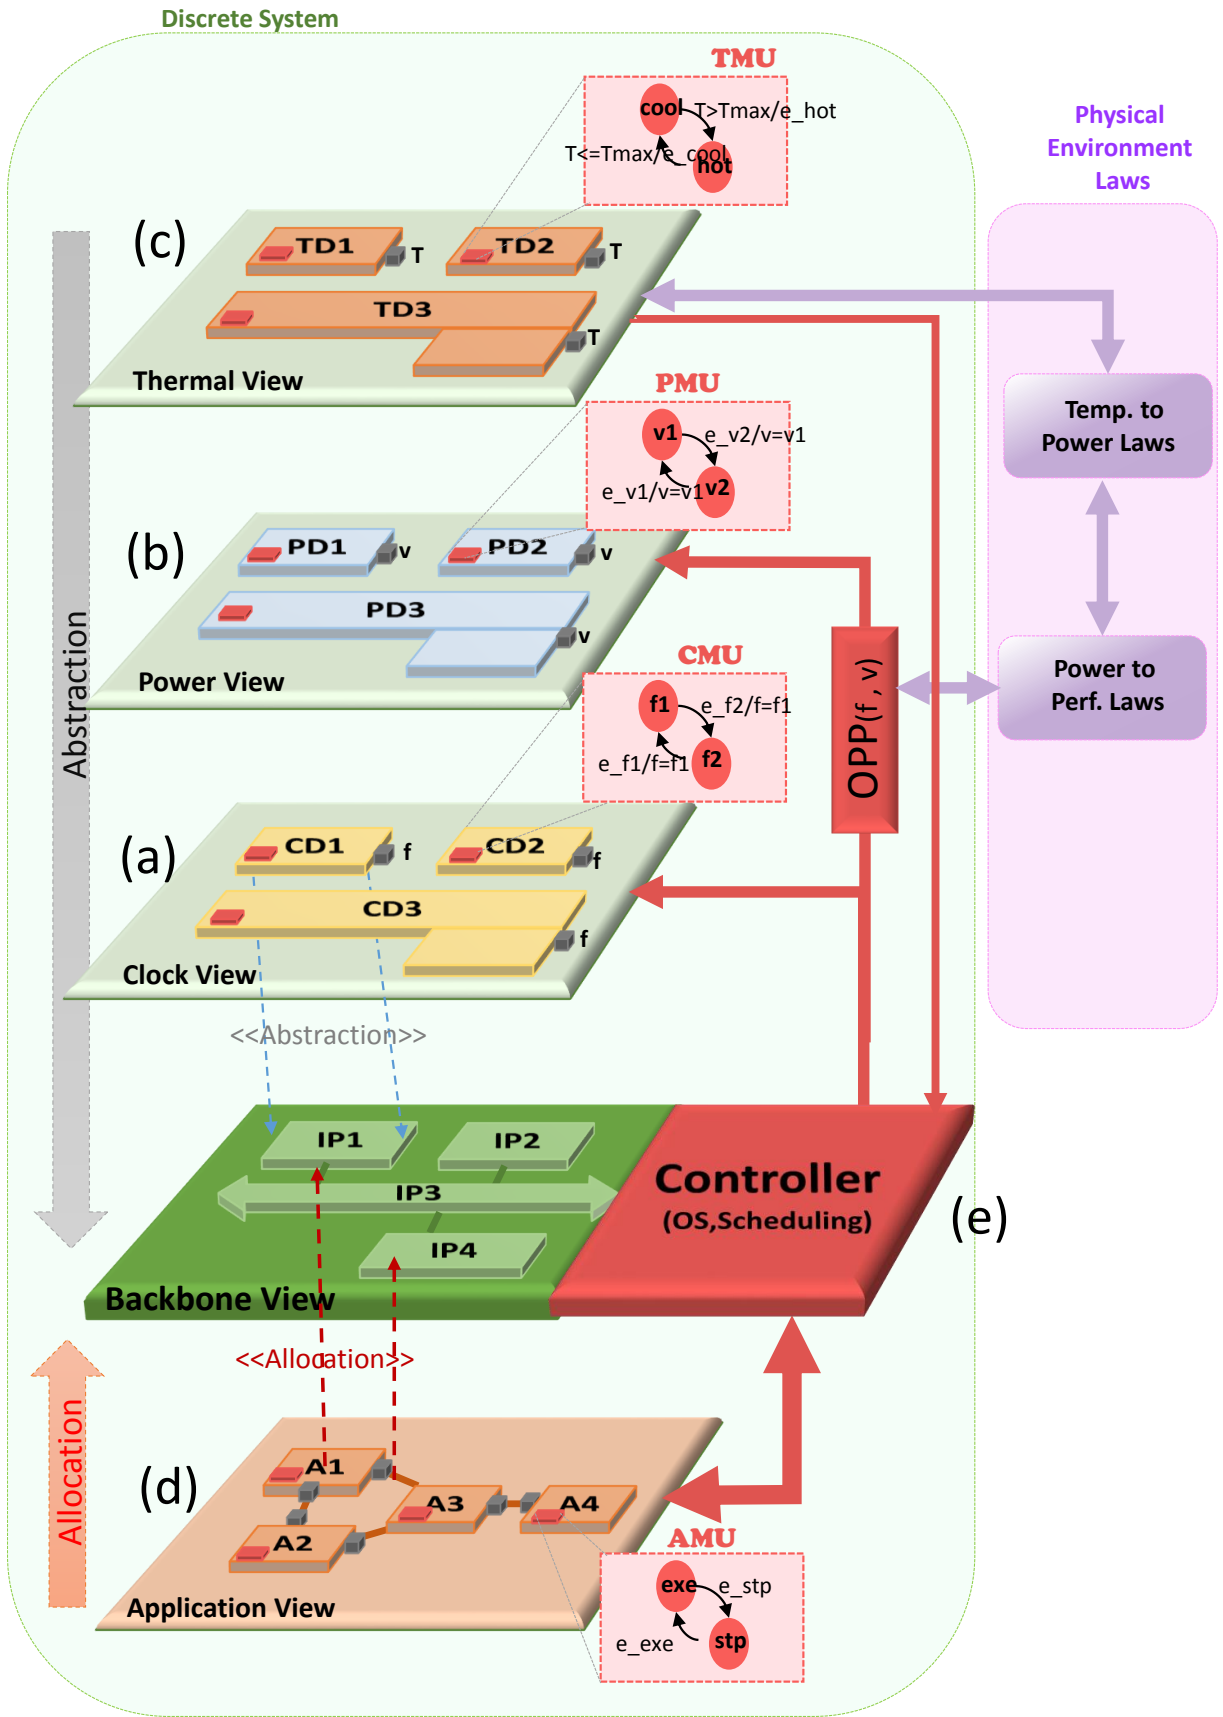 Discrete System
TMU
cool
T>Tmax/e_hot
T<=Tmax/e_cool
hot
Physical
Environment
Laws
(c)
TD1
T
TD2
T
TD3
T
Thermal View
Temp. to
Power Laws
PMU
v1
e_v2/v=v1
e_v1/v=v1
v2
(b)
PD1
v
PD2
v
PD3
v
Power View
Abstraction
OPP(f , v)
Power to
Perf. Laws
CMU
f1
e_f2/f=f1
e_f1/f=f1
f2
(a)
CD1
f
CD2
f
CD3
f
Clock View
<<Abstraction>>
IP1
IP2
IP3
IP4
Backbone View
Controller
(OS,Scheduling)
(e)
<<Allocation>>
Allocation
(d)
A1
A2
A3
A4
Application View
AMU
exe
e_stp
e_exe
stp